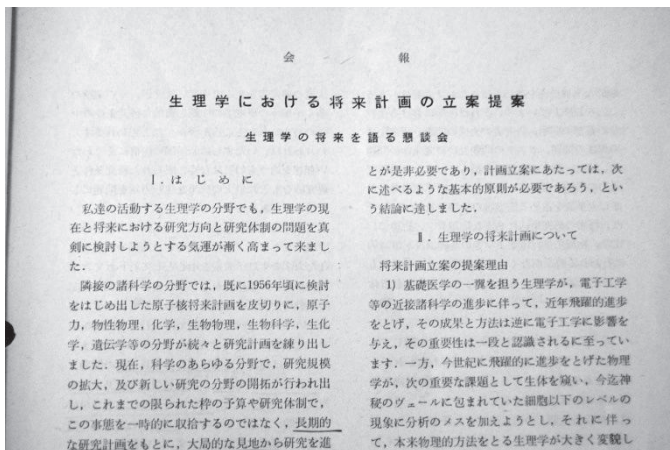 会報
生理学における将来計画の立案提案
生理学の将来を語る懇談会
Ⅰ.はじめに
私達の活動する生理学の分野でも,生理学の現
在と将来における研究方向と研究体制の問題を真
剣に検討しようとする気運が漸く高まって来まし
た.
隣接の諸科学の分野では,既に1956年頃に検討
をはじめ出した原子核将来計画を皮切りに,原子
力,物性物理,化学,生物物理,生物科学,生化
学,遺伝学等の分野が続々と研究計画を練り出し
ました.現在,科学のあらゆる分野で,研究規模
の拡大,及び新しい研究の分野の開拓が行われ出
し,これまでの限られた枠の予算や研究体制で,
この事態を一時的に収拾するのではなく,長期的
な研究計画をもとに,大局的な見地から研究を進
とが是非必要であり,計画立案にあたっては,次
に述べるような基本的原則が必要であろう,とい
う結論に達しました.
Ⅱ.生理学の将来計画について
将来計画立案の提案理由
1) 基礎医学の一翼を担う生理学が,電子工学
等の近接諸科学の進歩に伴って,近年飛躍的進歩
をとげ,その成果と方法は逆に電子工学に影響を
与え,その重要性は一段と認識されるに至ってい
ます.一方,今世紀に飛躍的に進歩をとげた物理
学が,次の重要な課題として生体を窺い,今迄神
秘のヴェールに包まれていた細胞以下のレベルの
現象に分析のメスを加えようとし,それに伴っ
て,本来物理的方法をとる生理学が大きく変貌し